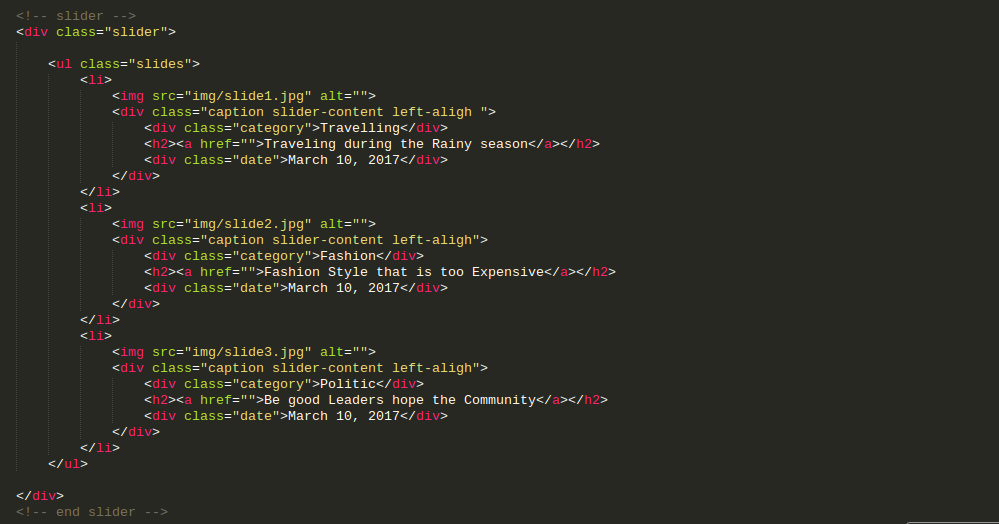 <!-- slider -->
<div class="slider">
<ul class="slides">
<li>
<img src="img/slide1.jpg" alt="">
<div class="caption slider-content left-aligh ">
<div class="category">Travelling</div>
<h2><a href="">Traveling during the Rainy season</a></h2>
<div class="date">March 10, 2017</div>
</div>
</li>
<li>
<img src="img/slide2.jpg" alt="">
<div class="caption slider-content left-aligh">
<div class="category">Fashion</div>
<h2><a href="">Fashion Style that is too Expensive</a></h2>
<div class="date">March 10, 2017</div>
</div>
</li>
<li>
<img src="img/slide3.jpg" alt="">
<div class="caption slider-content left-aligh">
<div class="category">Politic</div>
<h2><a href="">Be good Leaders hope the Community</a></h2>
<div class="date">March 10, 2017</div>
</div>
</li>
</ul>
</div>
<!-- end slider -->